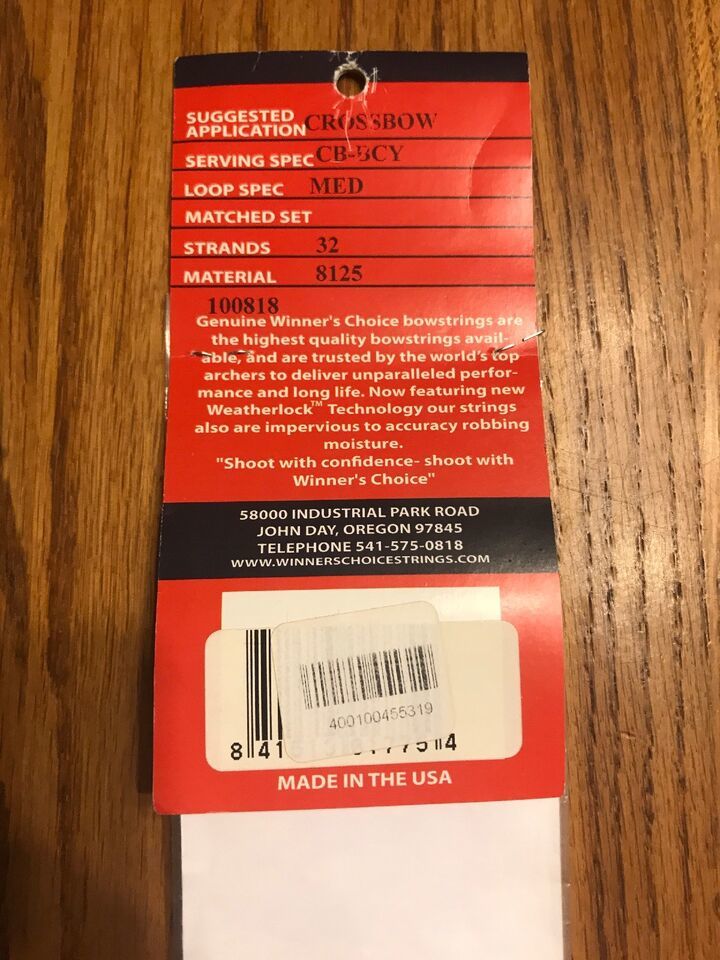 SUGGESTED
APPLICATION CROSSBOW
SERVING SPEC CB-BCY
LOOP SPEC MED
MATCHED SET
STRANDS 32
MATERIAL 8125
100818
Genuine Winner's Choice bowstrings are
the highest quality bowstrings avail-
able, and are trusted by the world's top
archers to deliver unparalleled perfor-
mance and long life. Now featuring new
Weatherlock™ Technology our strings
also are impervious to accuracy robbing
moisture.
"Shoot with confidence- shoot with
Winner's Choice"
58000 INDUSTRIAL PARK ROAD
JOHN DAY, OREGON 97845
TELEPHONE 541-575-0818
WWW.WINNERSCHOICESTRINGS.COM
400100455319
MADE IN THE USA